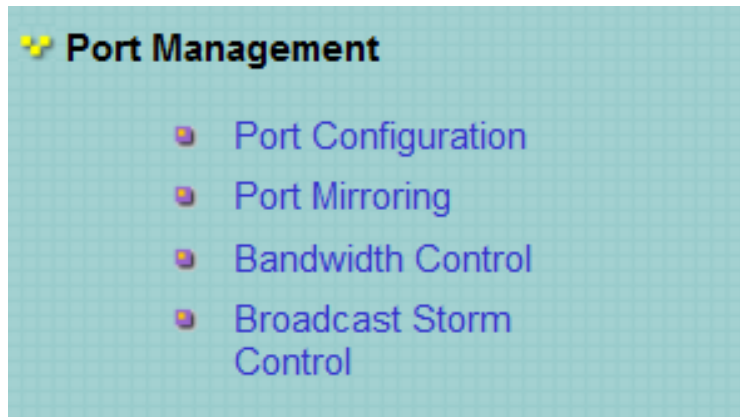 Port Management
Port Configuration
Port Mirroring
Bandwidth Control
Broadcast Storm
Control